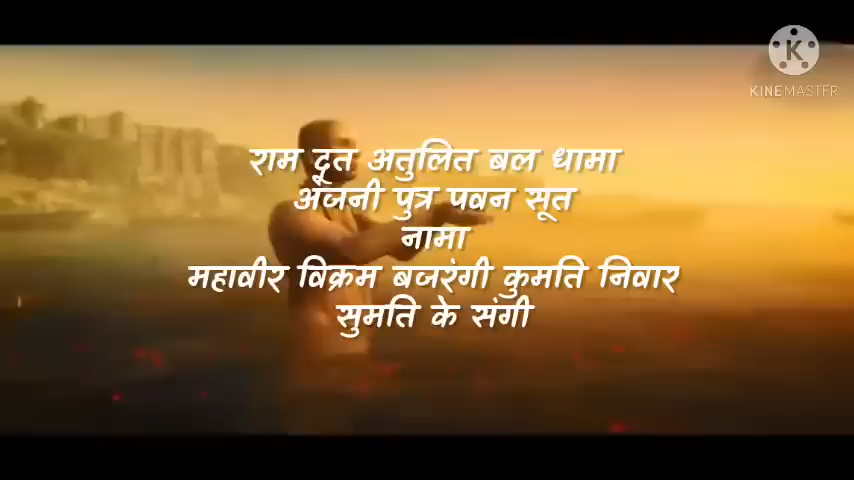 KINEMASTER
राम दूत अतुलित बल धामा
अंजनी पुत्र पवन सूत
नामा
महावीर विक्रम बजरंगी कुमति निवार
सुमति के संगी